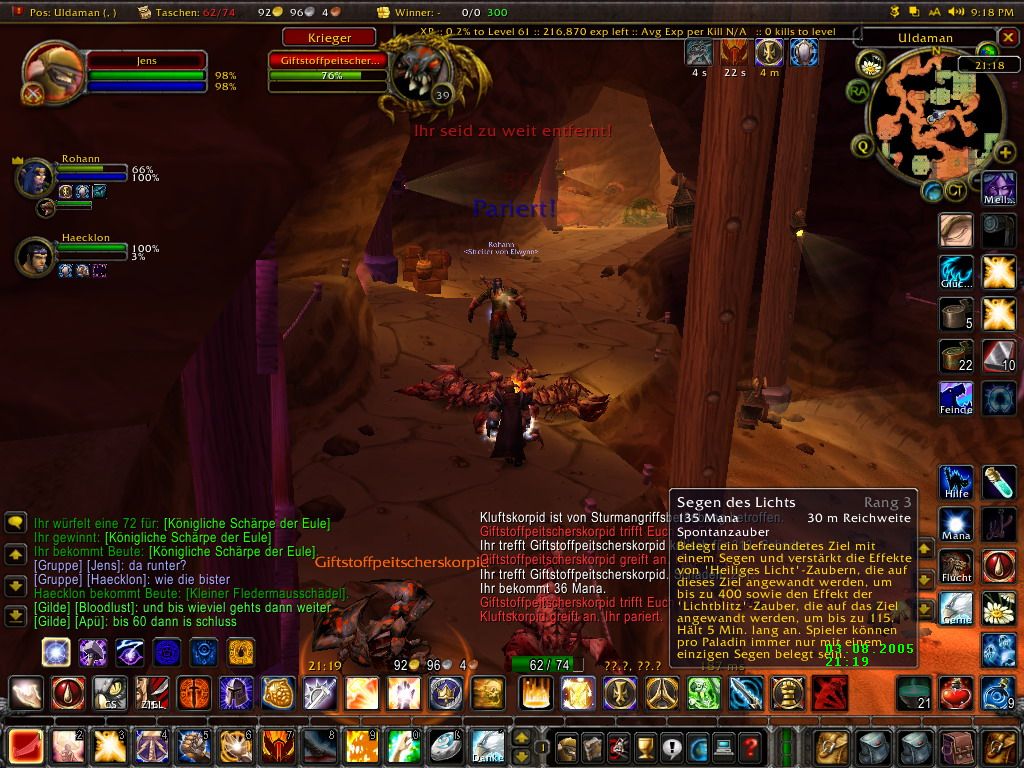 Pos: Uldaman (, )
Taschen: 62/74
92 96 4
Winner: -
0/0 300
9:18 PM
XP :: 0.2% to Level 61 :: 216,870 exp left :: Avg Exp per Kill N/A :: 0 kills to level
Krieger
Uldaman
Jens
98%
98%
Giftstoffpeitscher...
76%
39
4 s
22 s
4 m
21:18
RA
Q
CT
Ihr seid zu weit entfernt!
Pariert!
Rohann
66%
100%
Haecklon
100%
3%
Rohann
<Streiter von Elwynn>
Glüc...
5
22
10
Feinde
Hilfe
Mana
Flucht
Ihr würfelt eine 72 für: [Königliche Schärpe der Eule]
Ihr gewinnt: [Königliche Schärpe der Eule]
Ihr bekommt Beute: [Königliche Schärpe der Eule].
[Gruppe] [Jens]: da runter?
[Gruppe] [Haecklon]: wie die bister
Haecklon bekommt Beute: [Kleiner Fledermausschädel].
[Gilde] [Bloodlust]: und bis wieviel gehts dann weiter
[Gilde] [Apü]: bis 60 dann is schluss
Giftstoffpeitscherskorpid
Kluftskorpid ist von Sturmangriffsbe
Giftstoffpeitscherskorpid trifft Euc
Ihr trefft Giftstoffpeitscherskorpid
Giftstoffpeitscherskorpid greift an.
Ihr trefft Giftstoffpeitscherskorpid.
Ihr bekommt 36 Mana.
Giftstoffpeitscherskorpid trifft Euc
Kluftskorpid greift an. Ihr pariert.
Segen des Lichts Rang 3
135 Mana 30 m Reichweite
Spontanzauber
Belegt ein befreundetes Ziel mit
einem Segen und verstärkt die Effekte
von 'Heiliges Licht'-Zaubern, die auf
dieses Ziel angewandt werden, um
bis zu 400 sowie den Effekt der
'Lichtblitz'-Zauber, die auf das Ziel
angewandt werden, um bis zu 115.
Hält 5 Min. lang an. Spieler können
pro Paladin immer nur mit einem
einzigen Segen belegt sein.
03.08.2005
21:19
187 ms
21:19
92 96 4
62 / 74
??.?, ??.?
GS
ZIEL
21
9
Danke